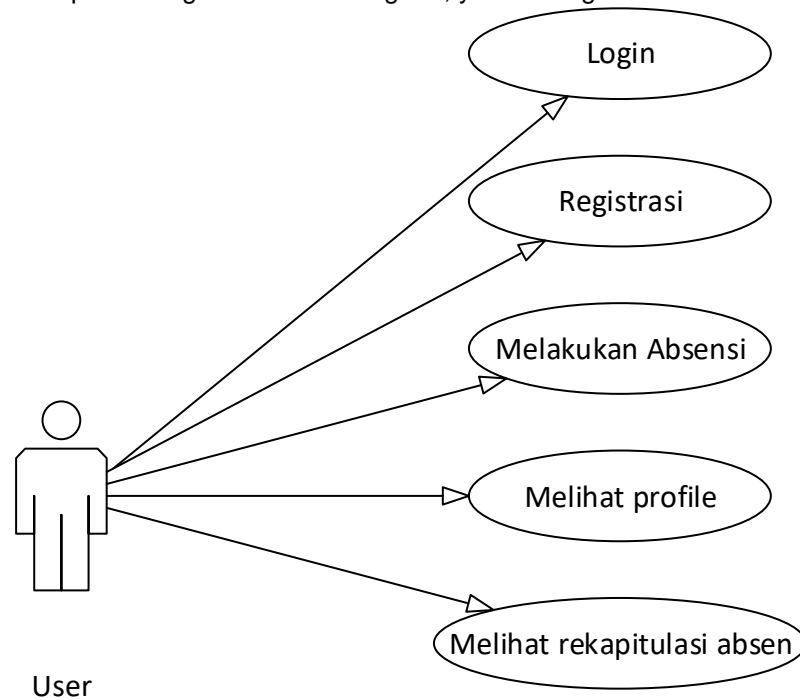 Login
Registrasi
Melakukan Absensi
Melihat profile
Melihat rekapitulasi absen
User